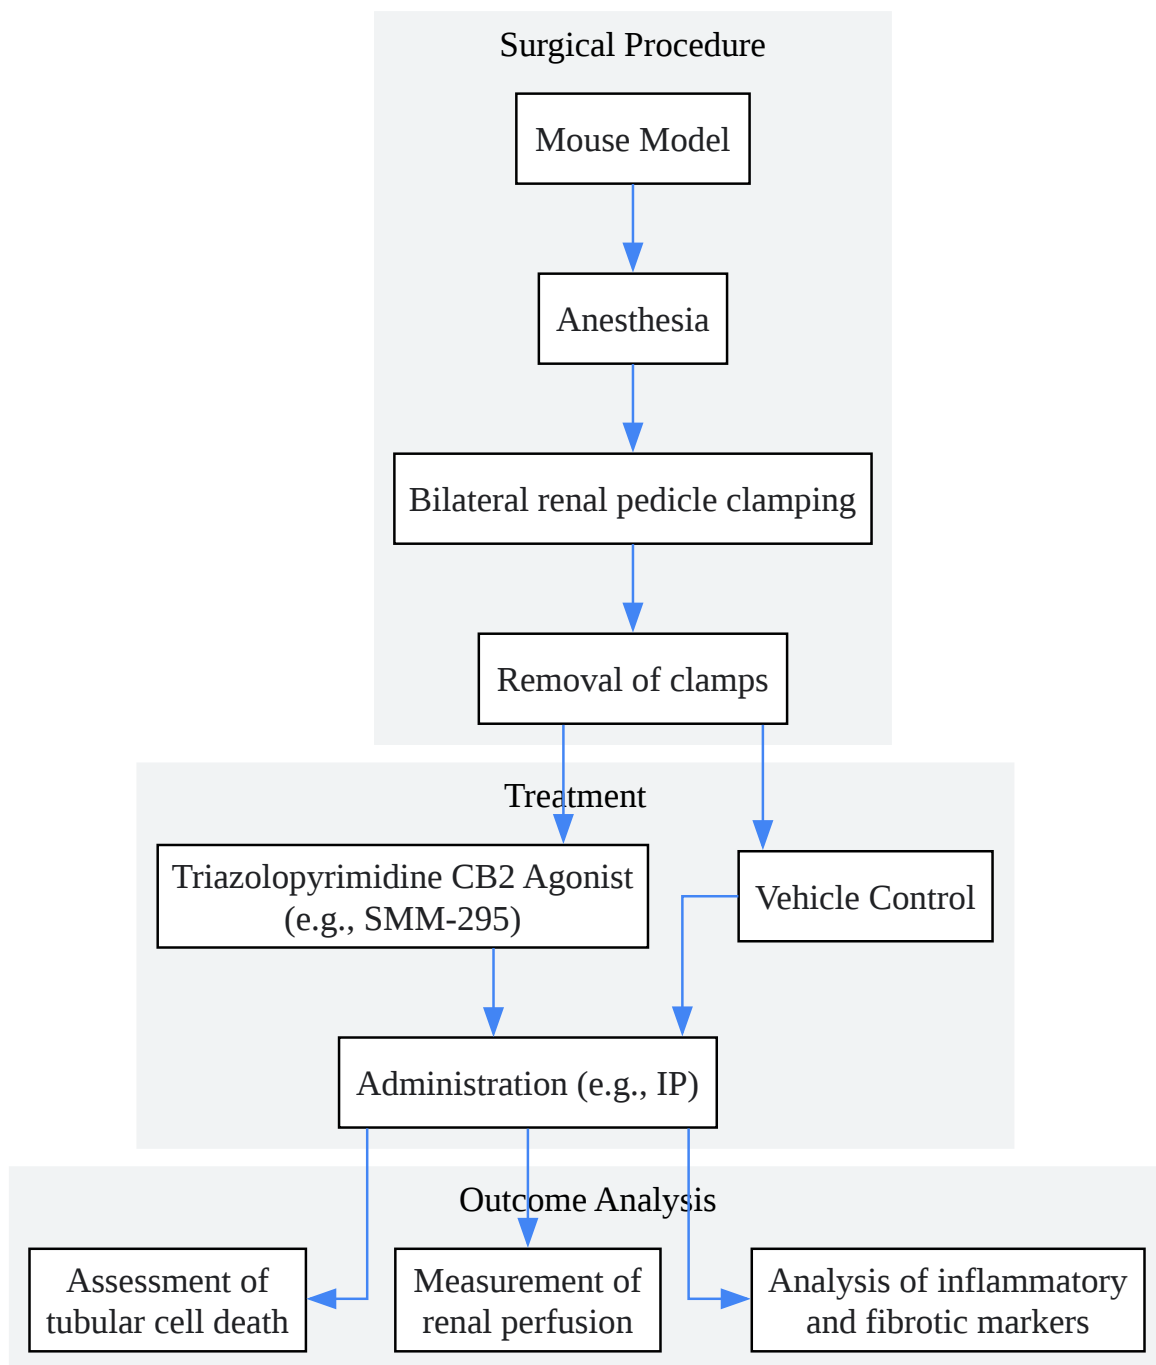 Surgical Procedure
Mouse Model
Anesthesia
Bilateral renal pedicle clamping
Removal of clamps
Treatment
Triazolopyrimidine CB2 Agonist
(e.g., SMM-295)
Vehicle Control
Administration (e.g., IP)
Outcome Analysis
Assessment of
tubular cell death
Measurement of
renal perfusion
Analysis of inflammatory
and fibrotic markers